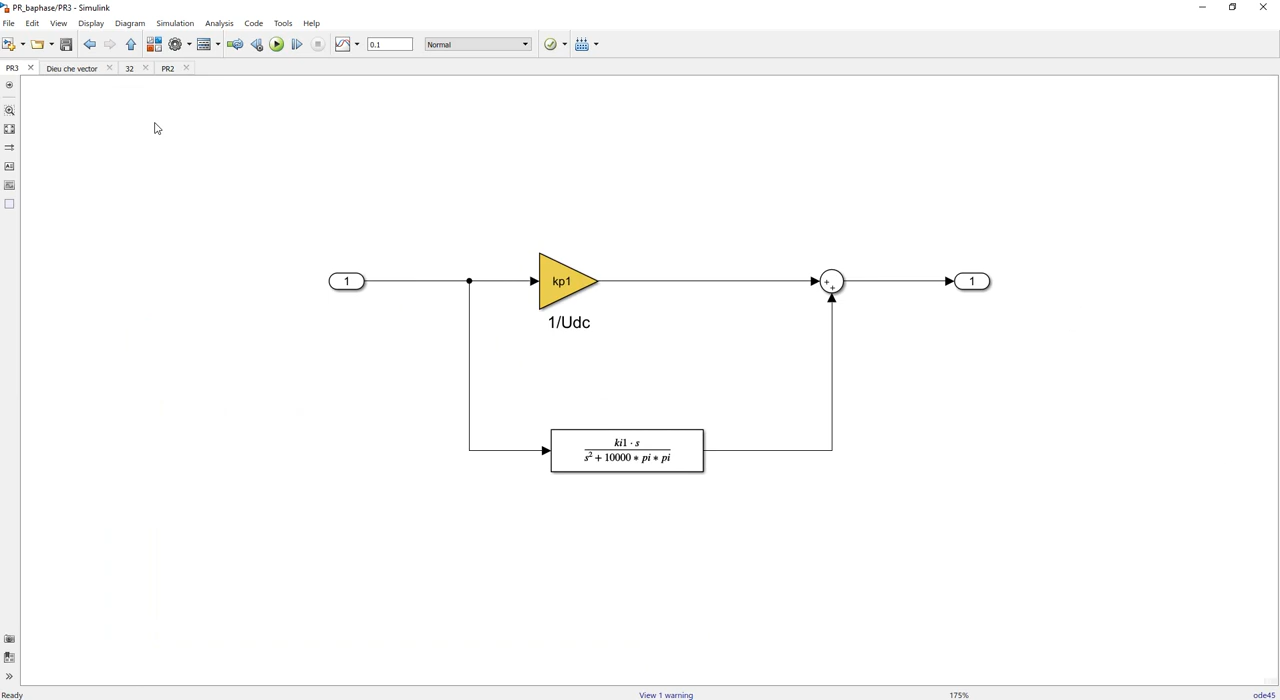 PR_baphase/PR3 - Simulink
File Edit View Display Diagram Simulation Analysis Code Tools Help
0.1 Normal
PR3 Dieu che vector 32 PR2
1 kp1 + + 1
1/Udc
ki1 · s
s² + 10000 * pi * pi
Ready View 1 warning 175% ode45